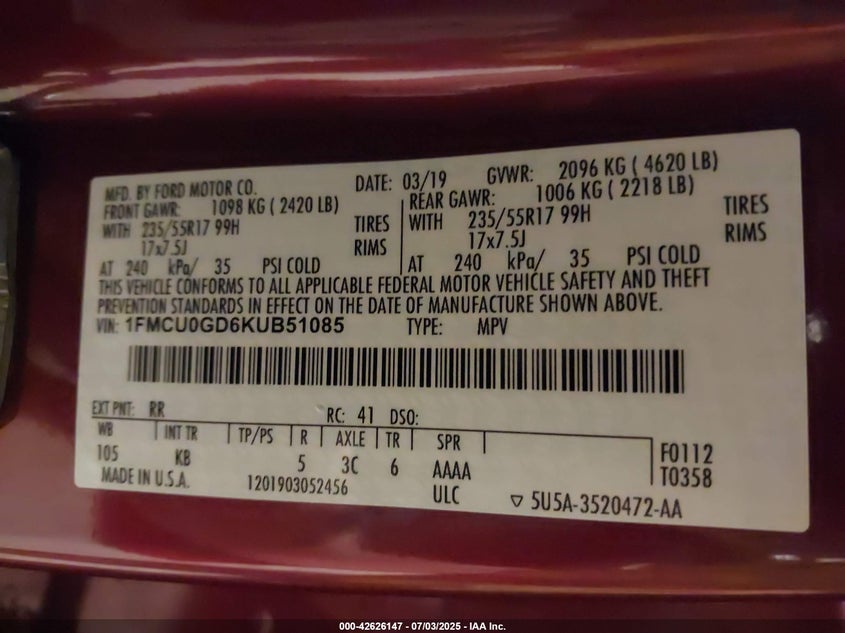 MFD. BY FORD MOTOR CO. DATE: 03/19 GVWR: 2096 KG ( 4620 LB)
FRONT GAWR: 1098 KG ( 2420 LB) REAR GAWR: 1006 KG ( 2218 LB)
WITH 235/55R17 99H TIRES WITH 235/55R17 99H TIRES
17x7.5J RIMS 17x7.5J RIMS
AT 240 kPa/ 35 PSI COLD AT 240 kPa/ 35 PSI COLD
THIS VEHICLE CONFORMS TO ALL APPLICABLE FEDERAL MOTOR VEHICLE SAFETY AND THEFT
PREVENTION STANDARDS IN EFFECT ON THE DATE OF MANUFACTURE SHOWN ABOVE.
VIN: 1FMCU0GD6KUB51085 TYPE: MPV
EXT PNT: RR RC: 41 DSO:
WB INT TR TP/PS R AXLE TR SPR
105 KB 5 3C 6 AAAA
F0112
T0358
MADE IN U.S.A. 1201903052456 ULC 5U5A-3520472-AA
000-42626147 - 07/03/2025 - IAA Inc.